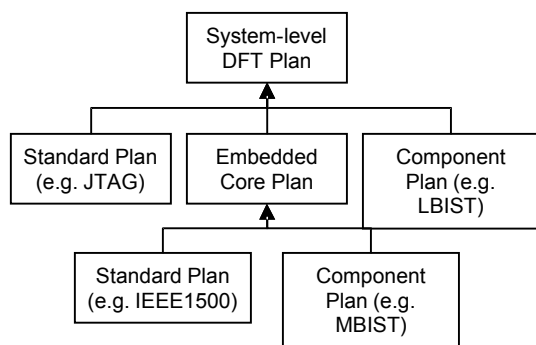 System-level
DFT Plan
Standard Plan
(e.g. JTAG)
Embedded
Core Plan
Component
Plan (e.g.
LBIST)
Standard Plan
(e.g. IEEE1500)
Component
Plan (e.g.
MBIST)